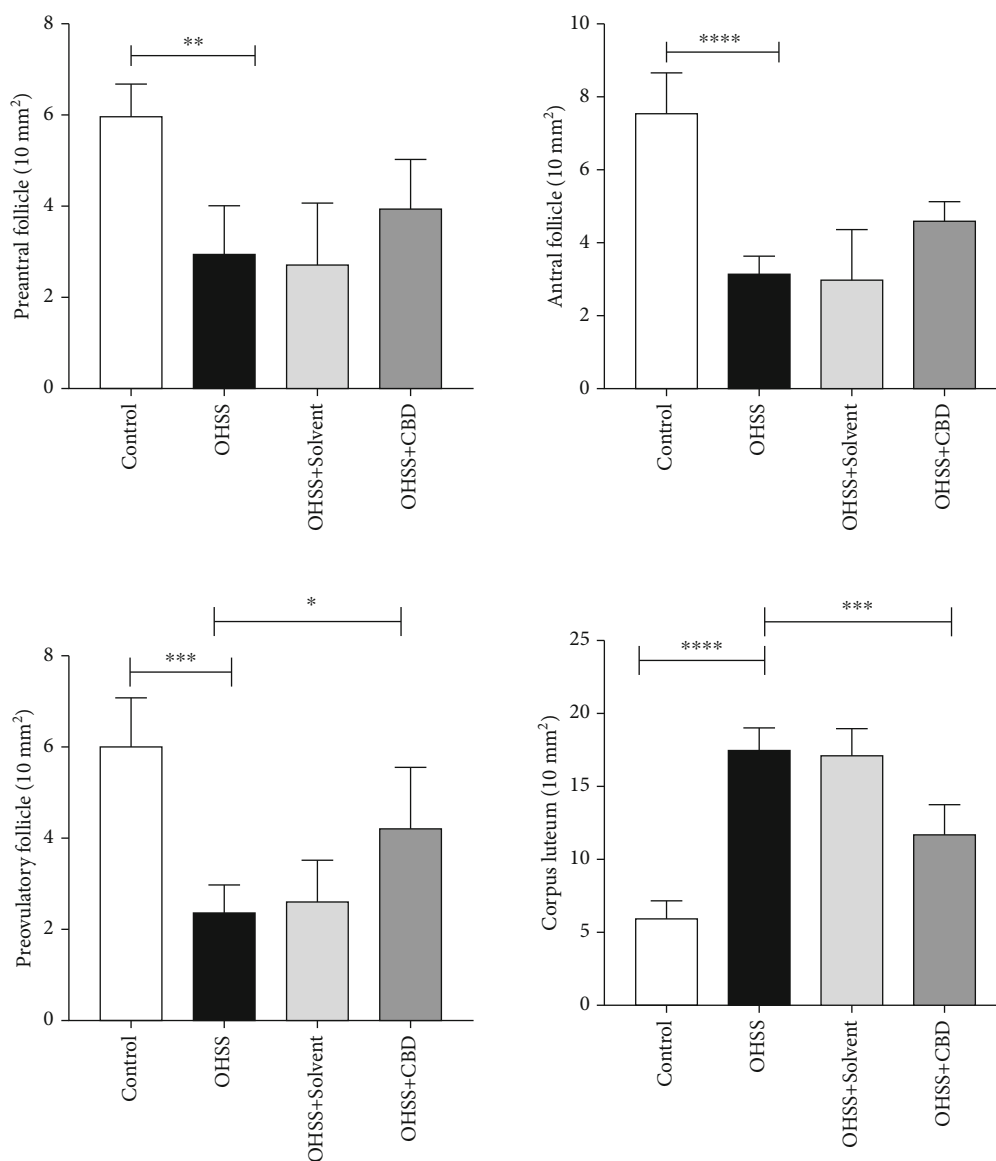 Preantral follicle (10 mm²)
8
6
4
2
0
**
Control
OHSS
OHSS+Solvent
OHSS+CBD
Antral follicle (10 mm²)
10
8
6
4
2
0
****
Control
OHSS
OHSS+Solvent
OHSS+CBD
Preovulatory follicle (10 mm²)
8
6
4
2
0
***
*
Control
OHSS
OHSS+Solvent
OHSS+CBD
Corpus luteum (10 mm²)
25
20
15
10
5
0
****
***
Control
OHSS
OHSS+Solvent
OHSS+CBD